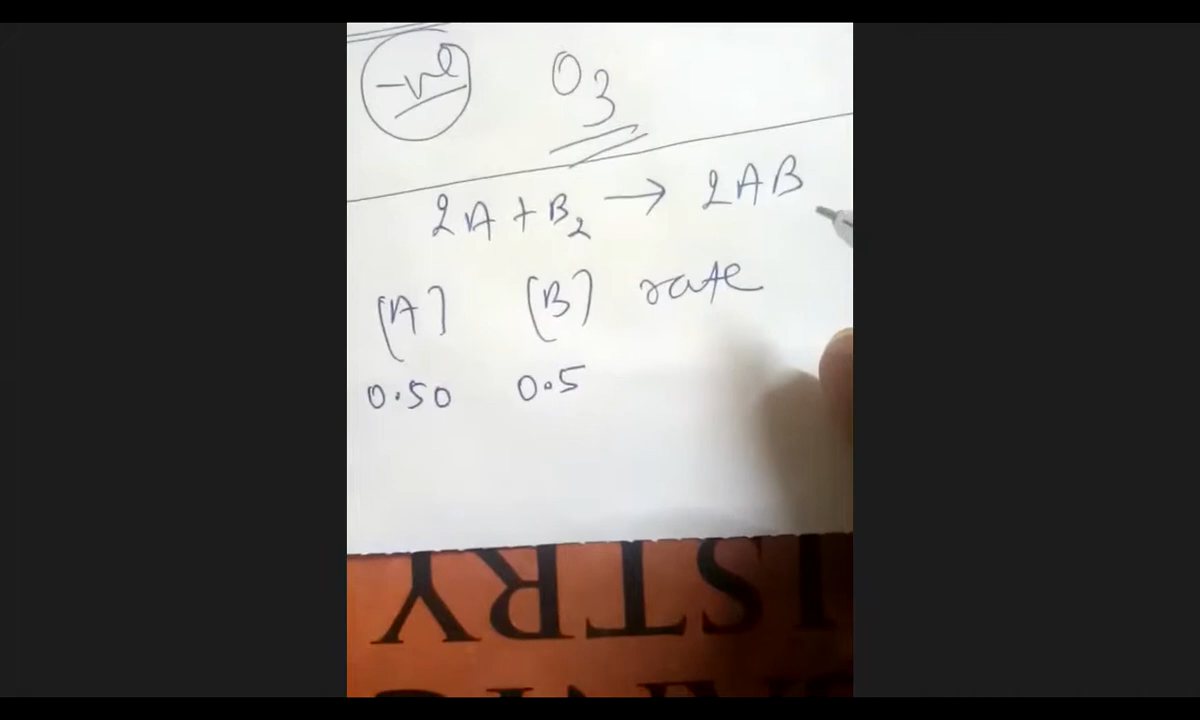 -ve O3
2A + B2 → 2AB
[A] [B] rate
0.50 0.5
ISTRY